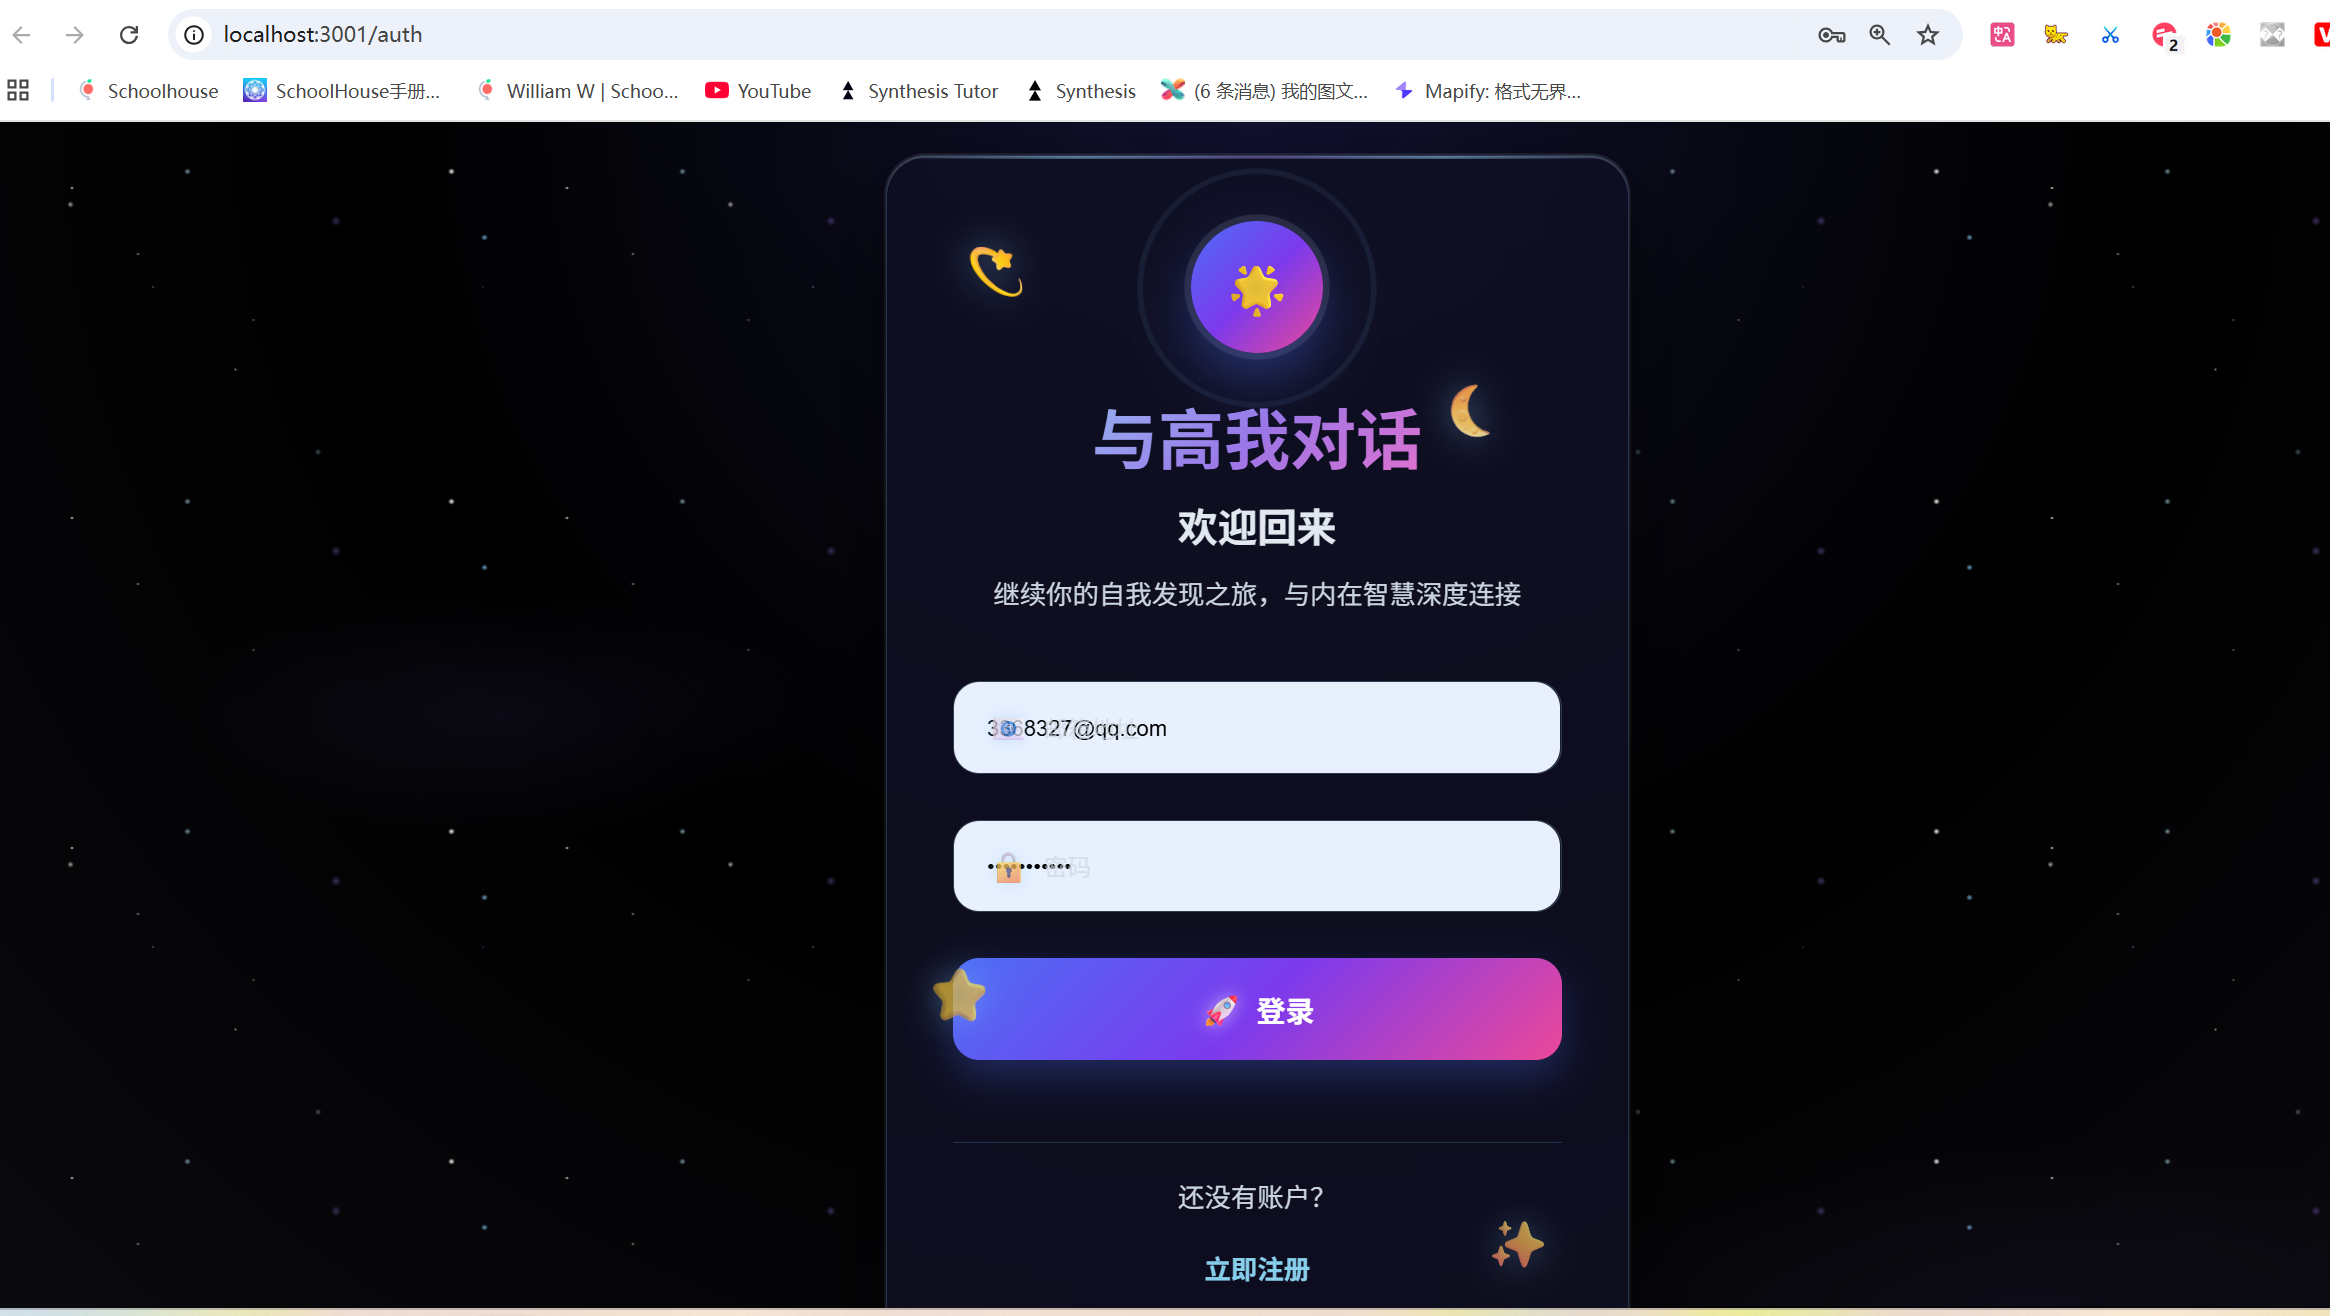 localhost:3001/auth
2
Schoolhouse
SchoolHouse手册...
William W | Schoo...
YouTube
Synthesis Tutor
Synthesis
(6 条消息) 我的图文...
Mapify: 格式无界...
与高我对话
欢迎回来
继续你的自我发现之旅，与内在智慧深度连接
8327@qq.com
密码
登录
还没有账户？
立即注册